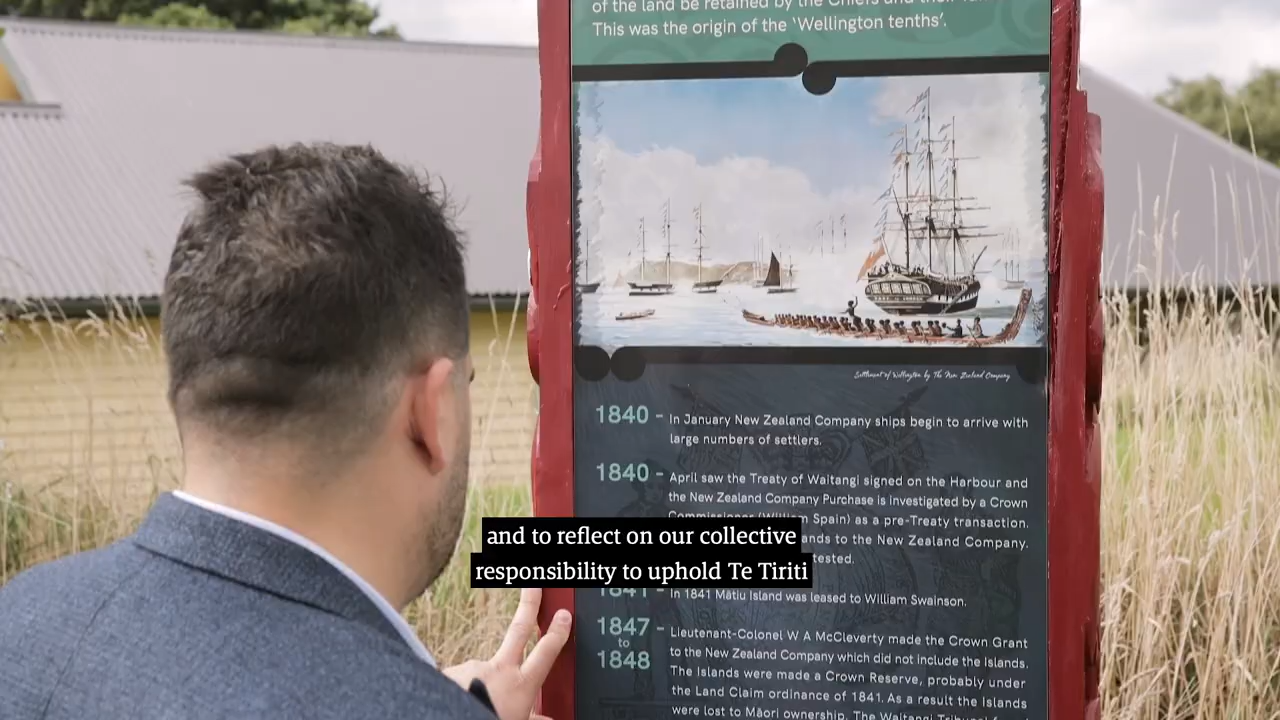 of the land be retained by the Chiefs and their
This was the origin of the 'Wellington tenths'.
Settlement of Wellington by The New Zealand Company
1840 - In January New Zealand Company ships begin to arrive with
large numbers of settlers.
1840 - April saw the Treaty of Waitangi signed on the Harbour and
the New Zealand Company Purchase is investigated by a Crown
Commissioner (William Spain) as a pre-Treaty transaction.
ands to the New Zealand Company.
tested.
and to reflect on our collective
responsibility to uphold Te Tiriti
1841 - In 1841 Matiu Island was leased to William Swainson.
1847 to 1848 - Lieutenant-Colonel W A McCleverty made the Crown Grant
to the New Zealand Company which did not include the Islands.
The Islands were made a Crown Reserve, probably under
the Land Claim ordinance of 1841. As a result the Islands
were lost to Māori ownership. The Waitangi Tribunal